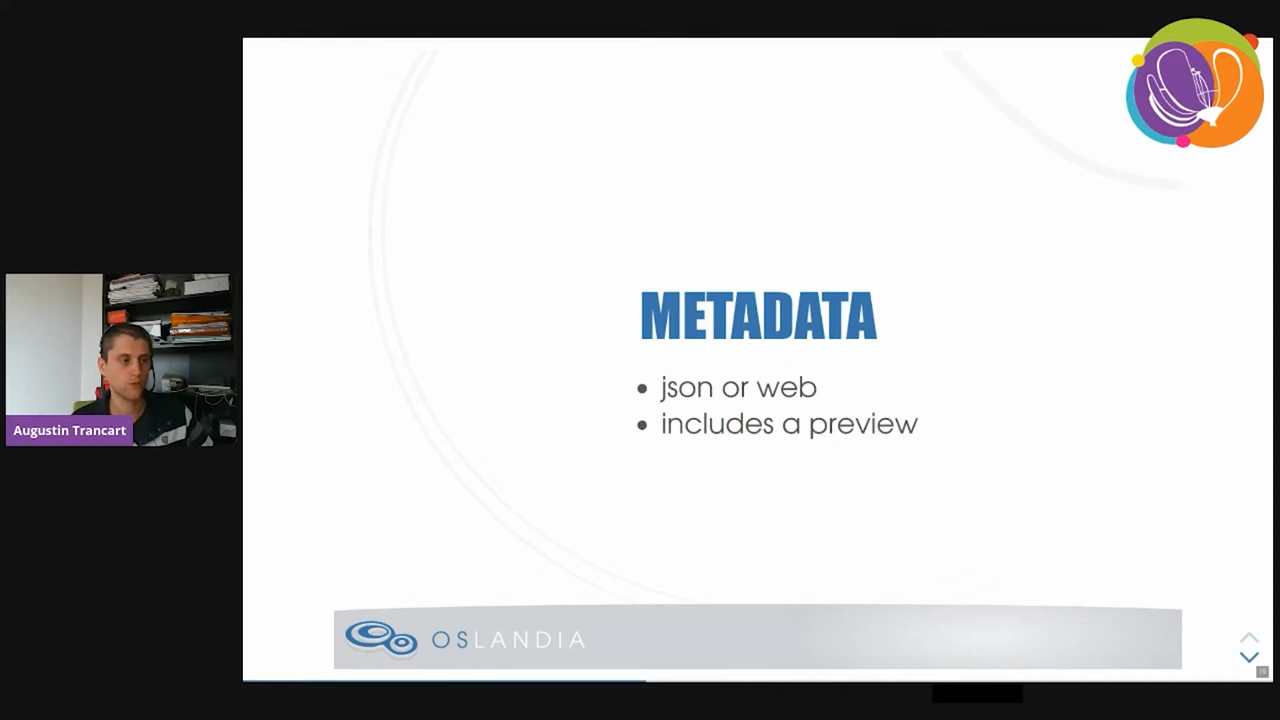 METADATA
• json or web
• includes a preview
Augustin Trancart
OSLANDIA